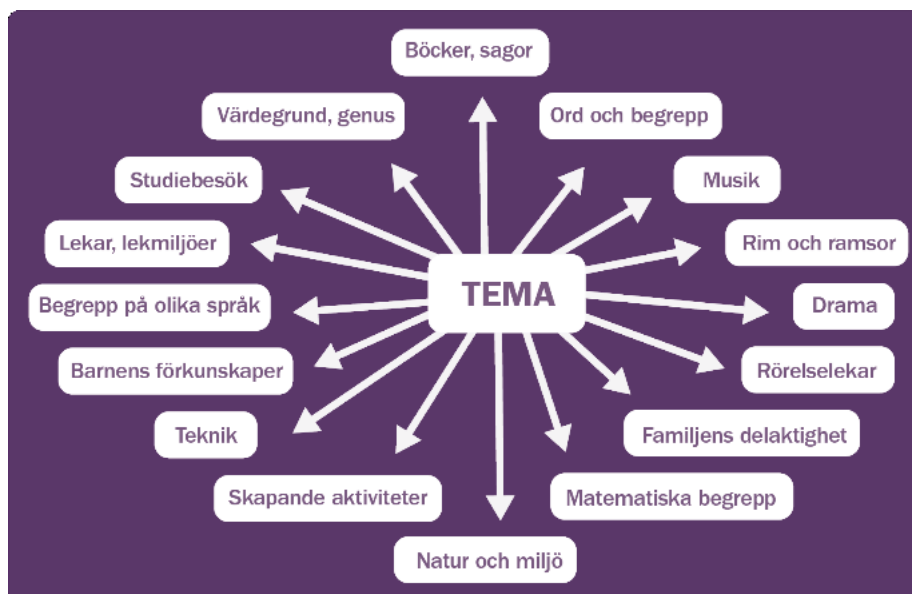 Böcker, sagor
Värdegrund, genus
Ord och begrepp
Studiebesök
Musik
Lekar, lekmiljöer
Rim och ramsor
TEMA
Begrepp på olika språk
Drama
Barnens förkunskaper
Rörelselekar
Teknik
Familjens delaktighet
Skapande aktiviteter
Matematiska begrepp
Natur och miljö